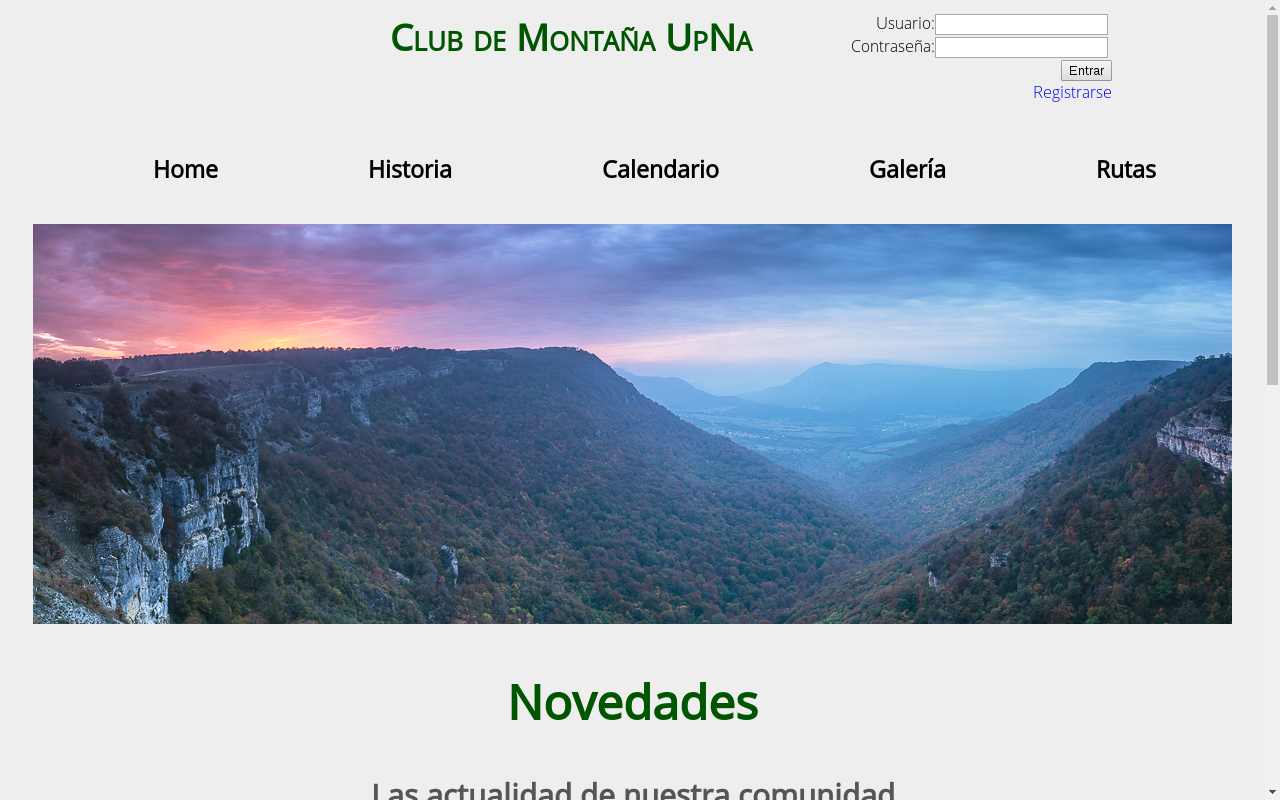 Club de Montaña UpNa
Usuario:
Contraseña:
Entrar
Registrarse
Home Historia Calendario Galería Rutas
Novedades
Las actualidad de nuestra comunidad